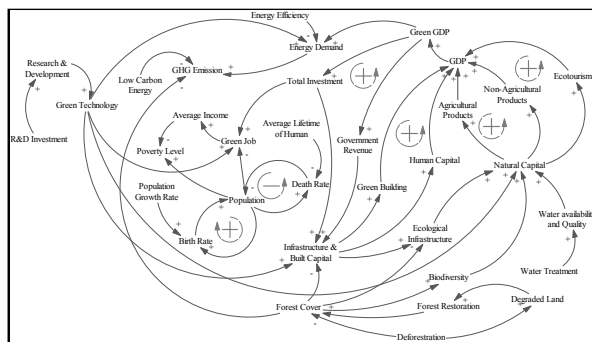 Energy Efficiency
Green GDP
Energy Demand
Research &
Development
Low Carbon
Energy
GHG Emission
GDP
Total Investment
Non-Agricultural
Products
Ecotourism
Green Technology
Agricultural
Products
Average Income
Average Lifetime
of Human
R&D Investment
Green Job
Government
Revenue
Poverty Level
Human Capital
Natural Capital
Population
Growth Rate
Death Rate
Green Building
Population
Water availability
and Quality
Birth Rate
Ecological
Infrastructure
Infrastructure &
Built Capital
Water Treatment
Biodiversity
Forest Cover
Forest Restoration
Degraded Land
Deforestration